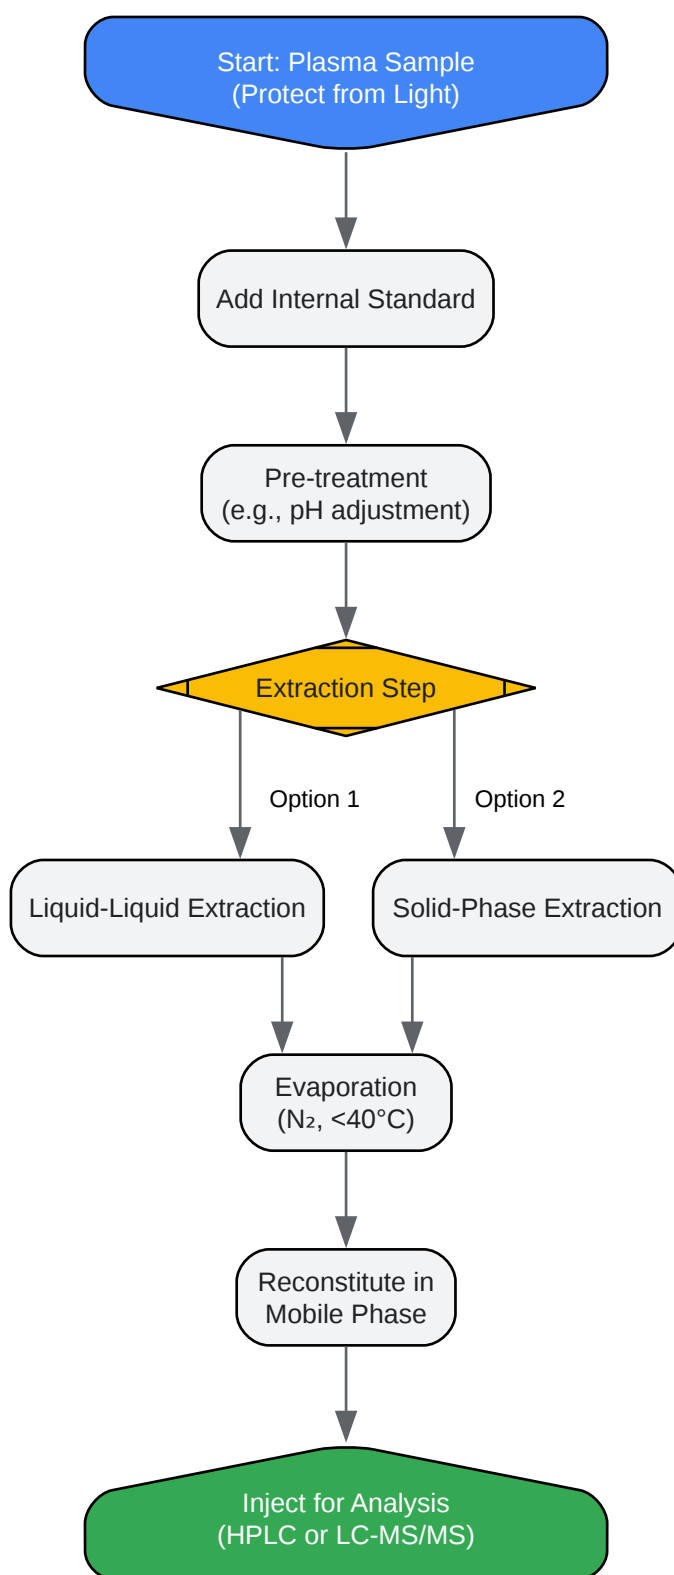 Start: Plasma Sample
(Protect from Light)
Add Internal Standard
Pre-treatment
(e.g., pH adjustment)
Extraction Step
Option 1
Option 2
Liquid-Liquid Extraction
Solid-Phase Extraction
Evaporation
(N₂, <40°C)
Reconstitute in
Mobile Phase
Inject for Analysis
(HPLC or LC-MS/MS)